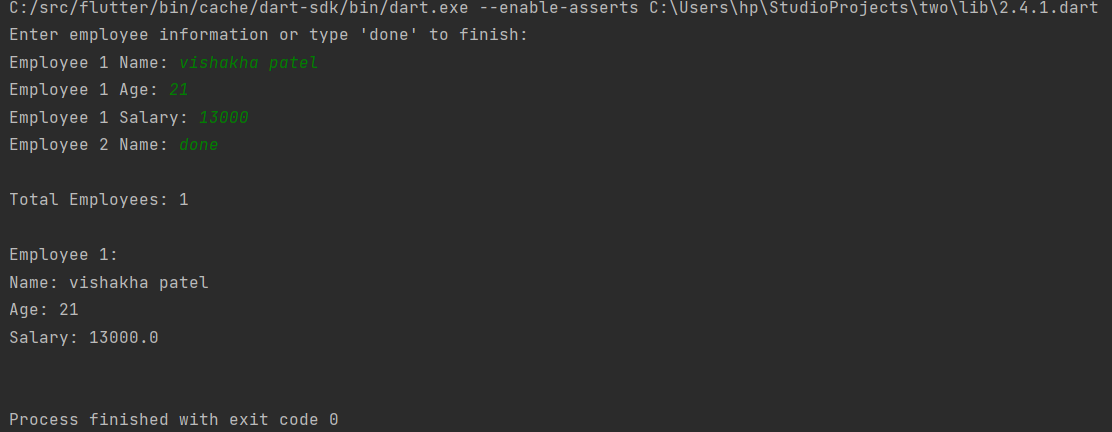 C:/src/flutter/bin/cache/dart-sdk/bin/dart.exe --enable-asserts C:\Users\hp\StudioProjects\two\lib\2.4.1.dart
Enter employee information or type 'done' to finish:
Employee 1 Name: vishakha patel
Employee 1 Age: 21
Employee 1 Salary: 13000
Employee 2 Name: done
Total Employees: 1
Employee 1:
Name: vishakha patel
Age: 21
Salary: 13000.0
Process finished with exit code 0